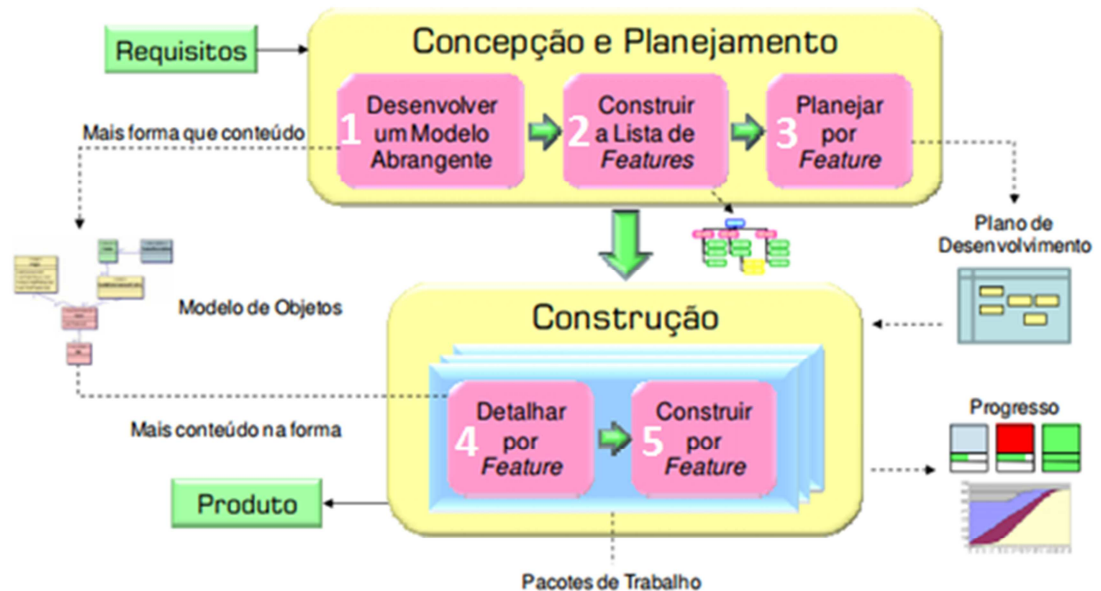 Requisitos
Concepção e Planejamento
1
Desenvolver
um Modelo
Abrangente
2
Construir
a Lista de
Features
3
Planejar
por
Feature
Mais forma que conteúdo
Plano de
Desenvolvimento
Modelo de Objetos
Construção
4
Detalhar
por
Feature
5
Construir
por
Feature
Mais conteúdo na forma
Progresso
Produto
Pacotes de Trabalho